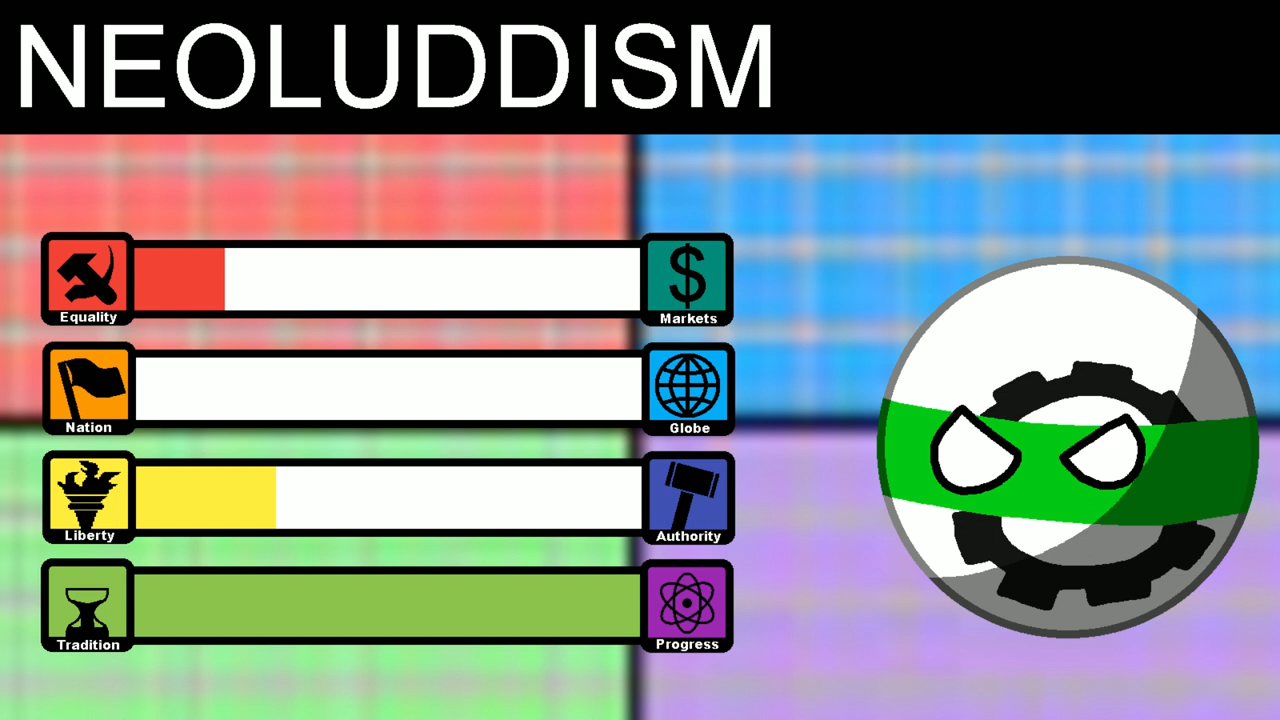 NEOLUDDISM
$
Equality
Markets
Nation
Globe
Liberty
Authority
Tradition
Progress